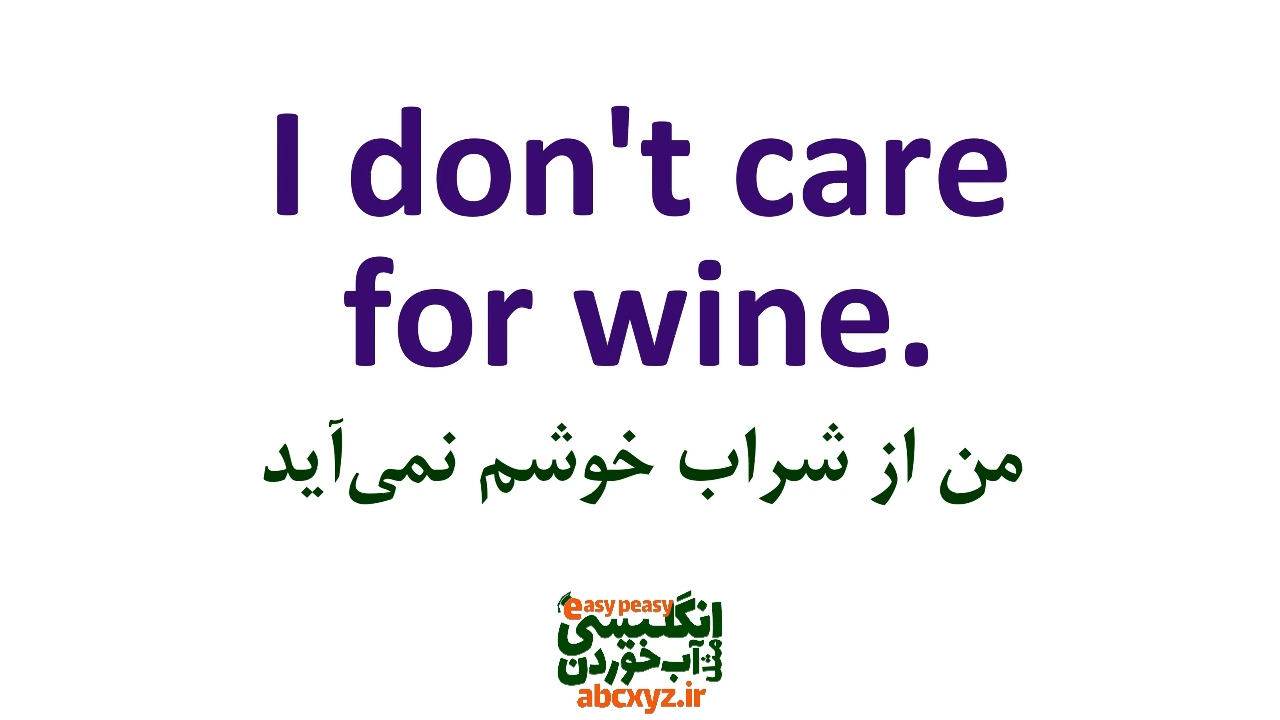 I don't care
for wine.
من از شراب خوشم نمی‌آید
easy peasy
انگلیسی
مثل
آب خوردن
abcxyz.ir